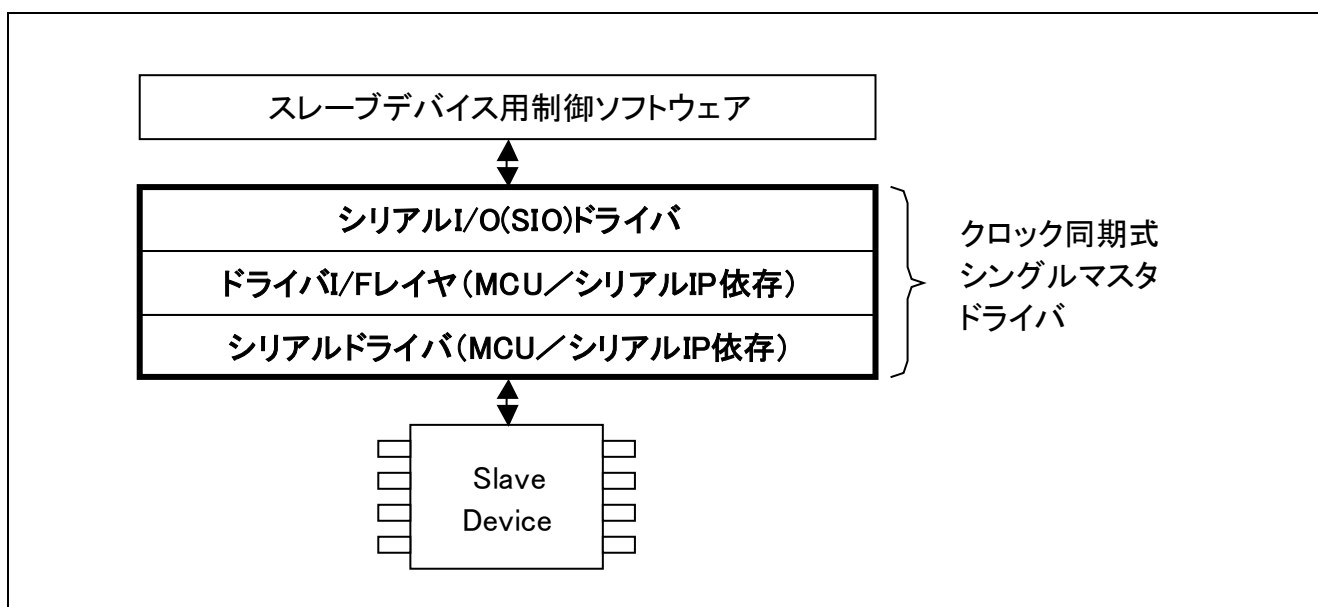 スレーブデバイス用制御ソフトウェア
シリアルI/O(SIO)ドライバ
ドライバI/Fレイヤ(MCU/シリアルIP依存)
シリアルドライバ(MCU/シリアルIP依存)
クロック同期式
シングルマスタ
ドライバ
Slave
Device